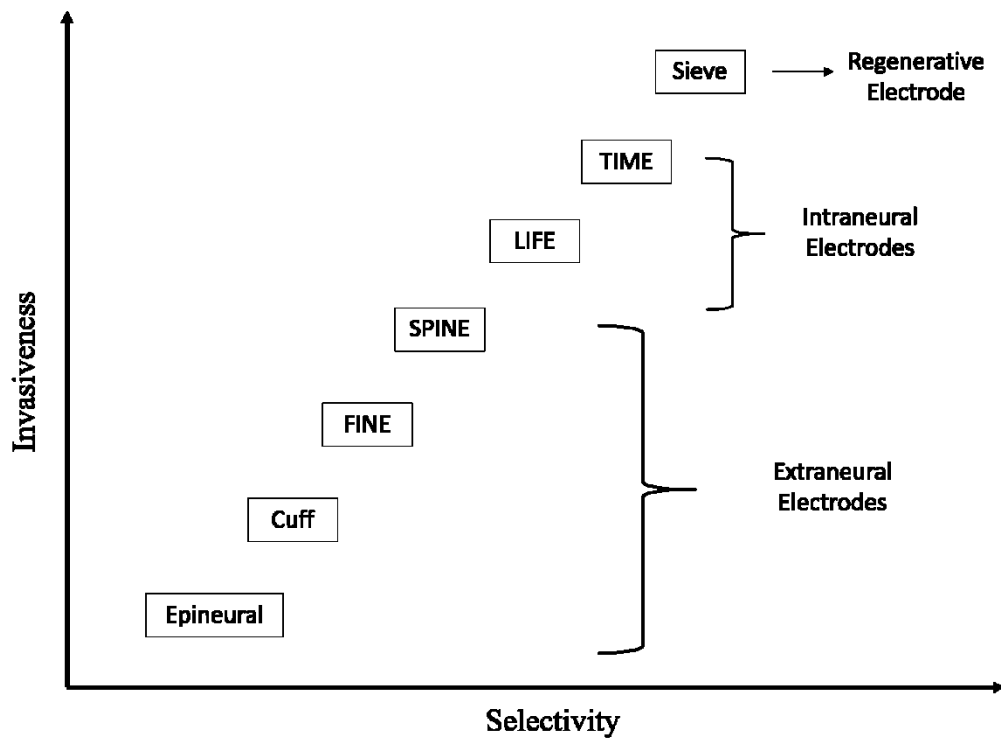 Sieve
Regenerative
Electrode
TIME
Intraneural
Electrodes
LIFE
SPINE
FINE
Extraneural
Electrodes
Cuff
Epineural
Invasiveness
Selectivity